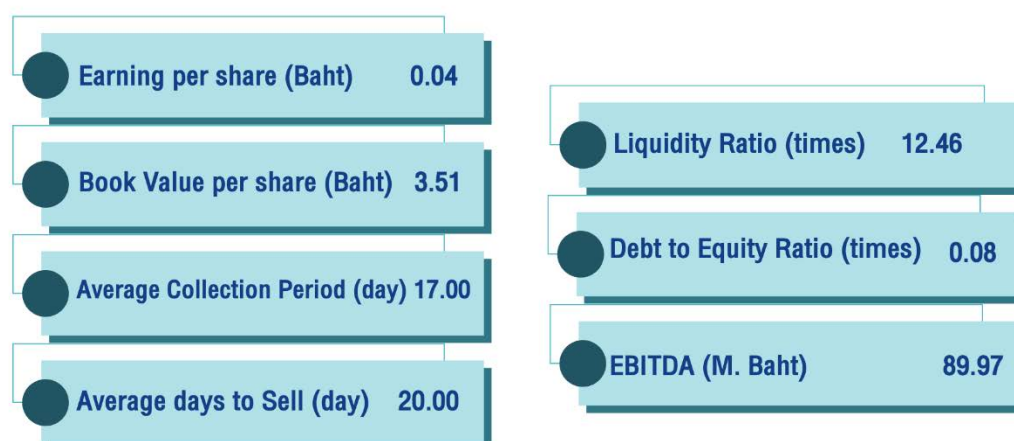 Earning per share (Baht) 0.04
Book Value per share (Baht) 3.51
Average Collection Period (day) 17.00
Average days to Sell (day) 20.00
Liquidity Ratio (times) 12.46
Debt to Equity Ratio (times) 0.08
EBITDA (M. Baht) 89.97